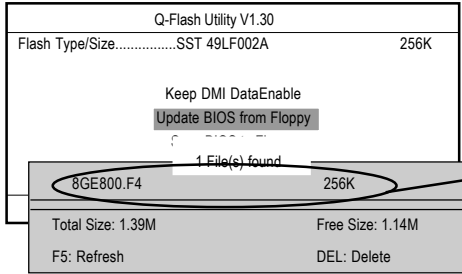 Q-Flash Utility V1.30
Flash Type/Size...............SST 49LF002A 256K
Keep DMI DataEnable
Update BIOS from Floppy
1 File(s) found
8GE800.F4 256K
Total Size: 1.39M Free Size: 1.14M
F5: Refresh DEL: Delete